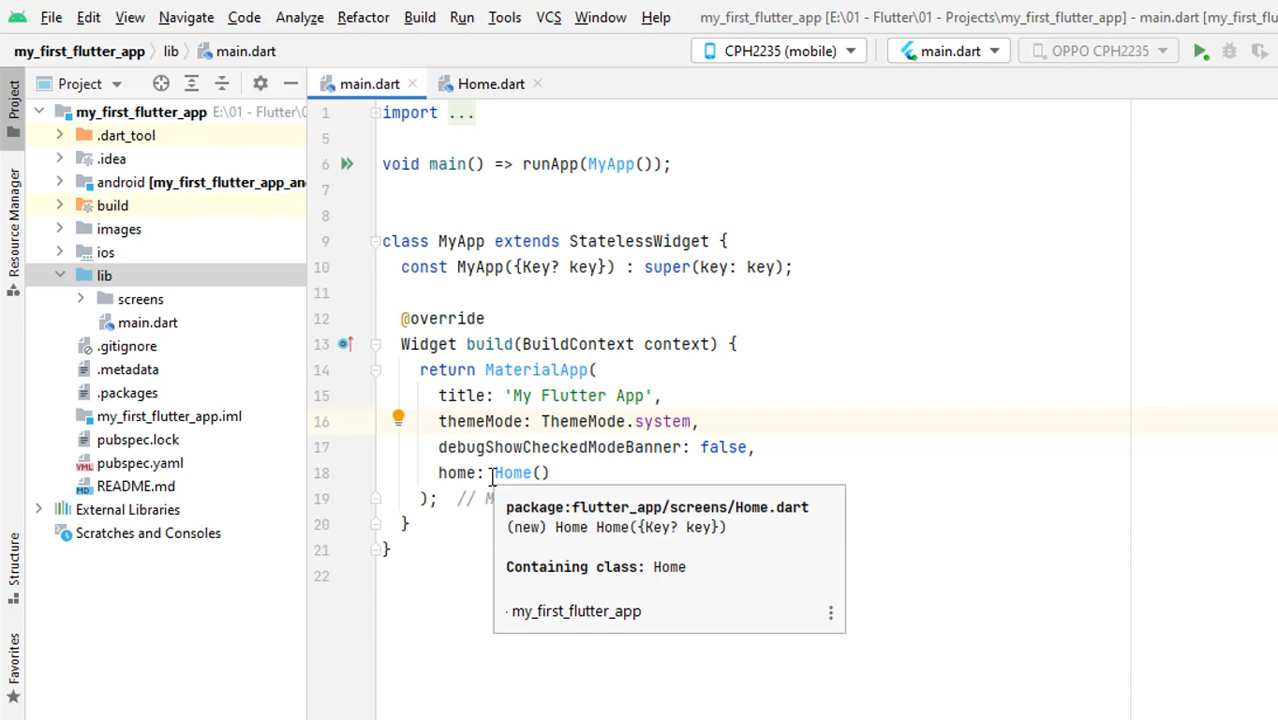 File Edit View Navigate Code Analyze Refactor Build Run Tools VCS Window Help my_first_flutter_app [E:\01 - Flutter\01 - Projects\my_first_flutter_app] - main.dart [my_first_flutter
my_first_flutter_app lib main.dart CPH2235 (mobile) main.dart OPPO CPH2235
Project main.dart Home.dart
Project
Resource Manager
Structure
Favorites
my_first_flutter_app E:\01 - Flutter\0
.dart_tool
.idea
android [my_first_flutter_app_an
build
images
ios
lib
screens
main.dart
.gitignore
.metadata
.packages
my_first_flutter_app.iml
pubspec.lock
pubspec.yaml
README.md
External Libraries
Scratches and Consoles
1 import ...
5
6 void main() => runApp(MyApp());
7
8
9 class MyApp extends StatelessWidget {
10 const MyApp({Key? key}) : super(key: key);
11
12 @override
13 Widget build(BuildContext context) {
14 return MaterialApp(
15 title: 'My Flutter App',
16 themeMode: ThemeMode.system,
17 debugShowCheckedModeBanner: false,
18 home: Home()
19 ); // M
20 }
21 }
22
package:flutter_app/screens/Home.dart
(new) Home Home({Key? key})
Containing class: Home
· my_first_flutter_app